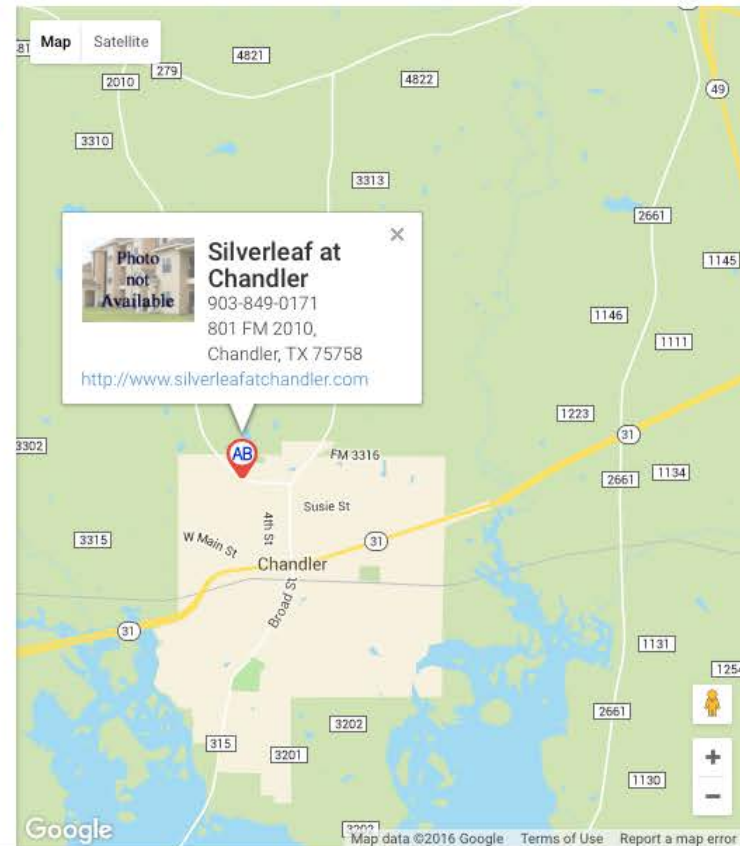 Map Satellite
81
279
4821
2010
4822
49
3310
3313
2661
1145
Photo
not
Available
Silverleaf at
Chandler
903-849-0171
801 FM 2010,
Chandler, TX 75758
http://www.silverleafatchandler.com
×
1146
1111
1223
31
3302
AB
FM 3316
2661
1134
Susie St
4th St
3315
W Main St
31
Chandler
Broad St
31
1131
1254
2661
3202
315
3201
1130
+
−
Google
3202
Map data ©2016 Google Terms of Use Report a map error